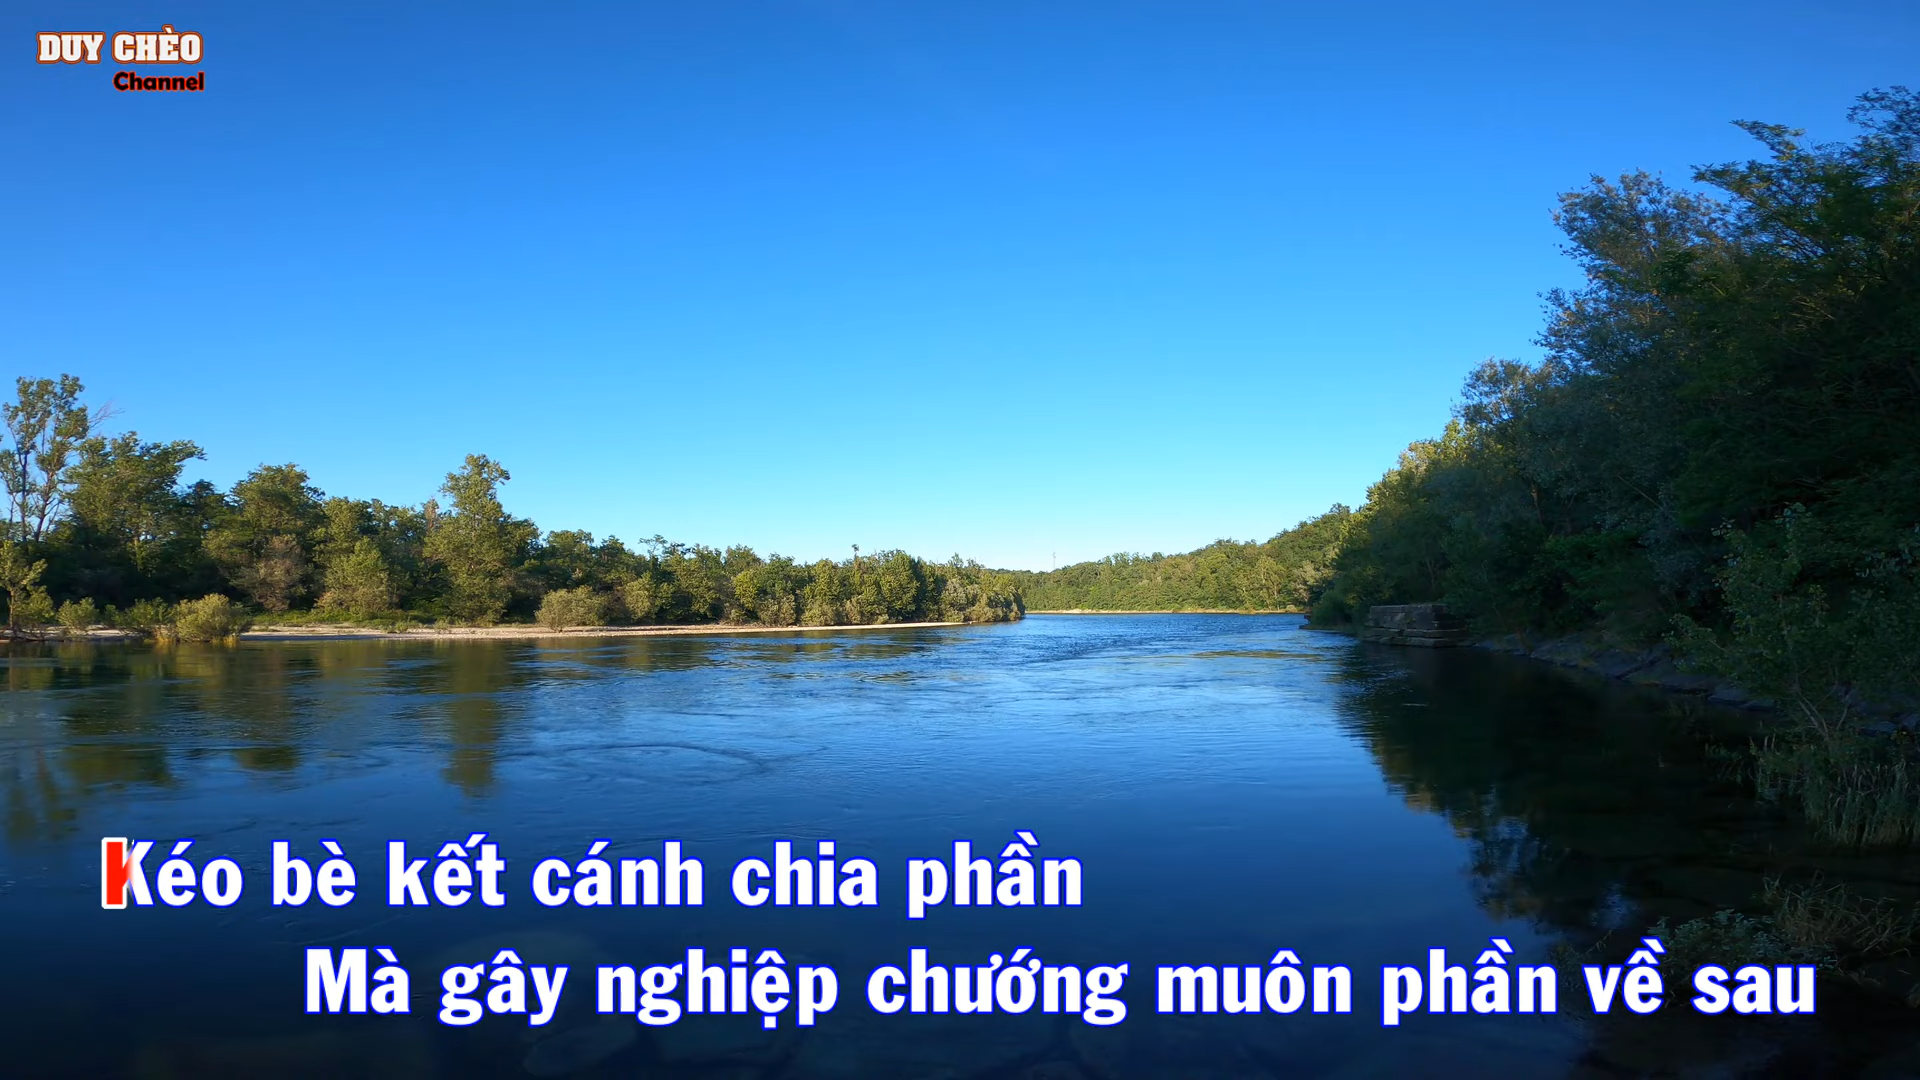 DUY CHÈO
Channel
Kéo bè kết cánh chia phần
Mà gây nghiệp chướng muôn phần về sau